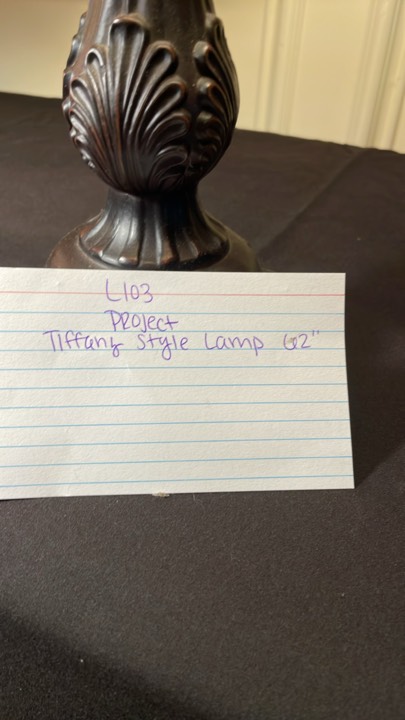 L103
Project
Tiffany Style Lamp 62"